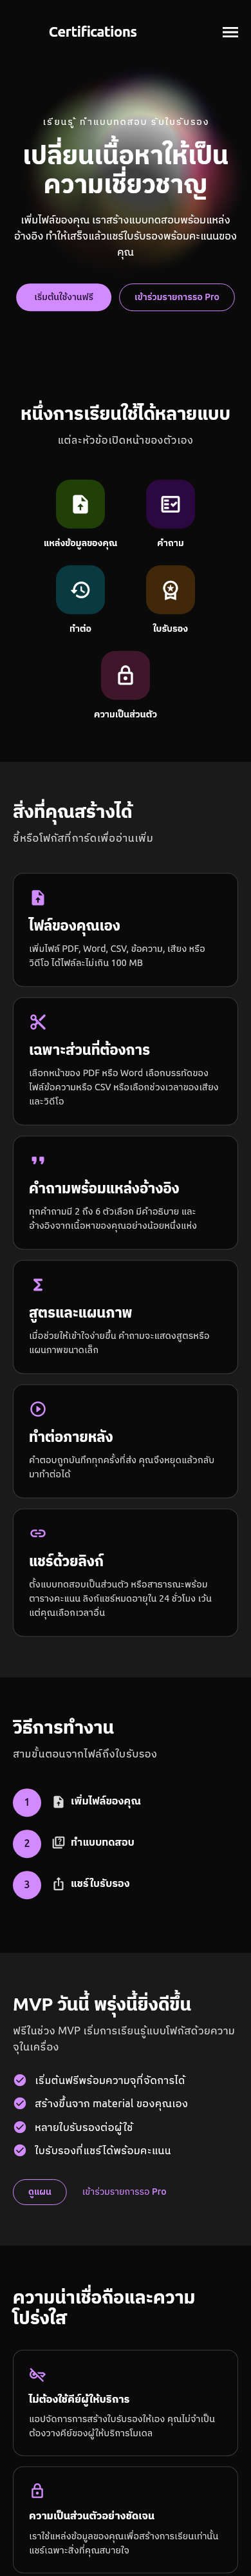 Certifications
เรียนรู้ ทำแบบทดสอบ รับใบรับรอง
เปลี่ยนเนื้อหาให้เป็น
ความเชี่ยวชาญ
เพิ่มไฟล์ของคุณ เราสร้างแบบทดสอบพร้อมแหล่ง
อ้างอิง ทำให้เสร็จแล้วแชร์ใบรับรองพร้อมคะแนนของ
คุณ
เริ่มต้นใช้งานฟรี
เข้าร่วมรายการรอ Pro
หนึ่งการเรียนใช้ได้หลายแบบ
แต่ละหัวข้อเปิดหน้าของตัวเอง
แหล่งข้อมูลของคุณ
คำถาม
ทำต่อ
ใบรับรอง
ความเป็นส่วนตัว
สิ่งที่คุณสร้างได้
ชี้หรือโฟกัสที่การ์ดเพื่ออ่านเพิ่ม
ไฟล์ของคุณเอง
เพิ่มไฟล์ PDF, Word, CSV, ข้อความ, เสียง หรือ
วิดีโอ ได้ไฟล์ละไม่เกิน 100 MB
เฉพาะส่วนที่ต้องการ
เลือกหน้าของ PDF หรือ Word เลือกบรรทัดของ
ไฟล์ข้อความหรือ CSV หรือเลือกช่วงเวลาของเสียง
และวิดีโอ
คำถามพร้อมแหล่งอ้างอิง
ทุกคำถามมี 2 ถึง 6 ตัวเลือก มีคำอธิบาย และ
อ้างอิงจากเนื้อหาของคุณอย่างน้อยหนึ่งแห่ง
สูตรและแผนภาพ
เมื่อช่วยให้เข้าใจง่ายขึ้น คำถามจะแสดงสูตรหรือ
แผนภาพขนาดเล็ก
ทำต่อภายหลัง
คำตอบถูกบันทึกทุกครั้งที่ส่ง คุณจึงหยุดแล้วกลับ
มาทำต่อได้
แชร์ด้วยลิงก์
ตั้งแบบทดสอบเป็นส่วนตัว หรือสาธารณะพร้อม
ตารางคะแนน ลิงก์แชร์หมดอายุใน 24 ชั่วโมง เว้น
แต่คุณเลือกเวลาอื่น
วิธีการทำงาน
สามขั้นตอนจากไฟล์ถึงใบรับรอง
1 เพิ่มไฟล์ของคุณ
2 ทำแบบทดสอบ
3 แชร์ใบรับรอง
MVP วันนี้ พรุ่งนี้ยิ่งดีขึ้น
ฟรีในช่วง MVP เริ่มการเรียนรู้แบบโฟกัสด้วยความ
จุในเครื่อง
เริ่มต้นฟรีพร้อมความจุที่จัดการได้
สร้างขึ้นจาก material ของคุณเอง
หลายใบรับรองต่อผู้ใช้
ใบรับรองที่แชร์ได้พร้อมคะแนน
ดูแผน
เข้าร่วมรายการรอ Pro
ความน่าเชื่อถือและความ
โปร่งใส
ไม่ต้องใช้คีย์ผู้ให้บริการ
แอปจัดการการสร้างใบรับรองให้เอง คุณไม่จำเป็น
ต้องวางคีย์ของผู้ให้บริการโมเดล
ความเป็นส่วนตัวอย่างชัดเจน
เราใช้แหล่งข้อมูลของคุณเพื่อสร้างการเรียนเท่านั้น
แชร์เฉพาะสิ่งที่คุณสบายใจ